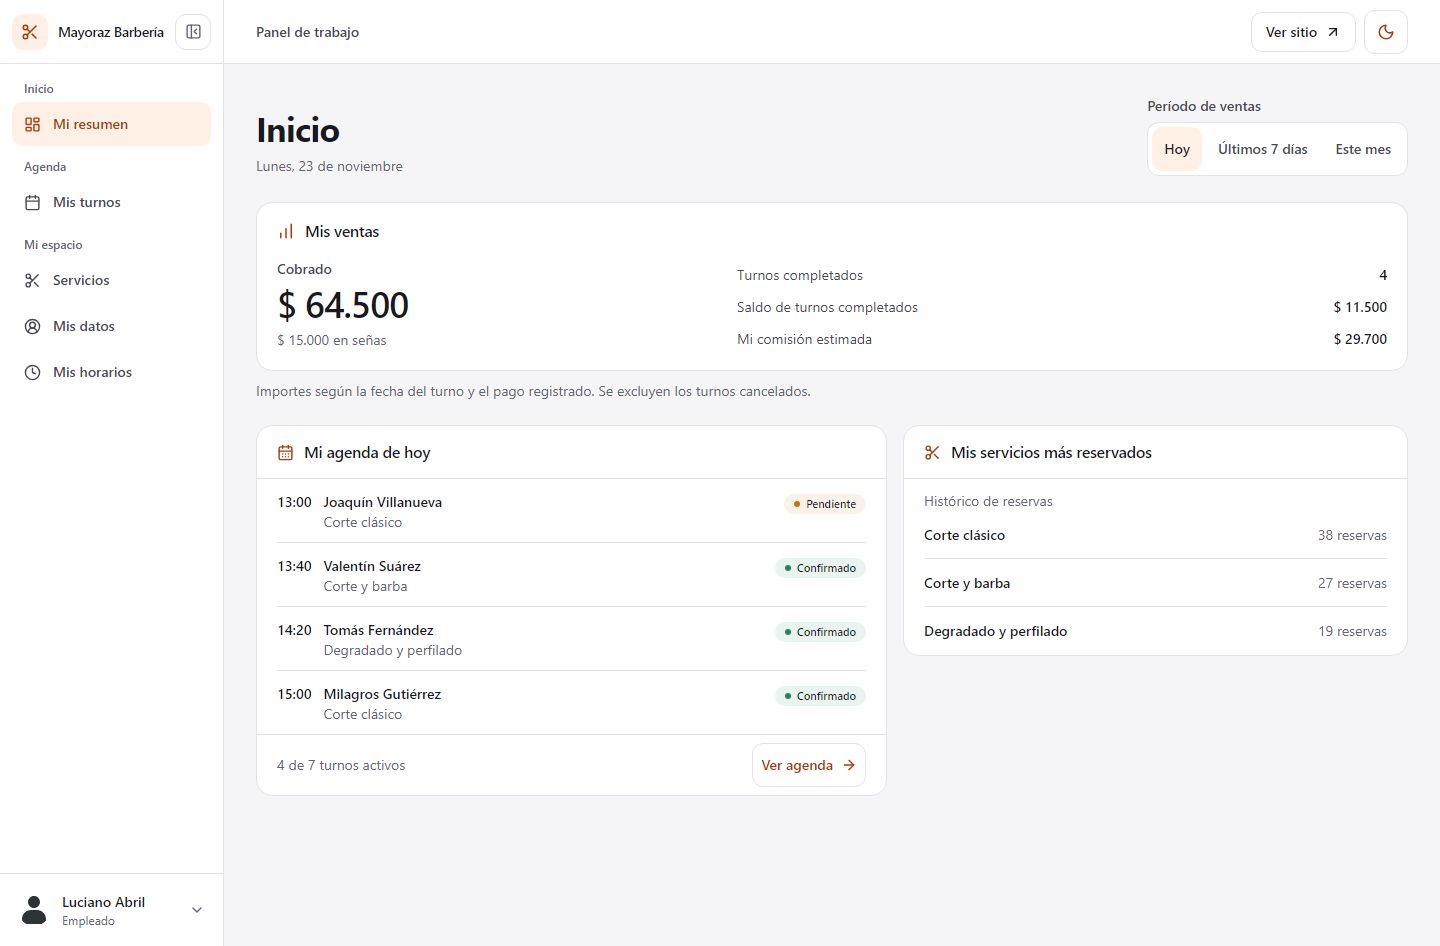 Mayoraz Barbería
Inicio
Mi resumen
Agenda
Mis turnos
Mi espacio
Servicios
Mis datos
Mis horarios
Luciano Abril
Empleado
Panel de trabajo
Ver sitio
Inicio
Lunes, 23 de noviembre
Período de ventas
Hoy Últimos 7 días Este mes
Mis ventas
Cobrado
$ 64.500
$ 15.000 en señas
Turnos completados 4
Saldo de turnos completados $ 11.500
Mi comisión estimada $ 29.700
Importes según la fecha del turno y el pago registrado. Se excluyen los turnos cancelados.
Mi agenda de hoy
13:00 Joaquín Villanueva Pendiente
Corte clásico
13:40 Valentín Suárez Confirmado
Corte y barba
14:20 Tomás Fernández Confirmado
Degradado y perfilado
15:00 Milagros Gutiérrez Confirmado
Corte clásico
4 de 7 turnos activos Ver agenda
Mis servicios más reservados
Histórico de reservas
Corte clásico 38 reservas
Corte y barba 27 reservas
Degradado y perfilado 19 reservas